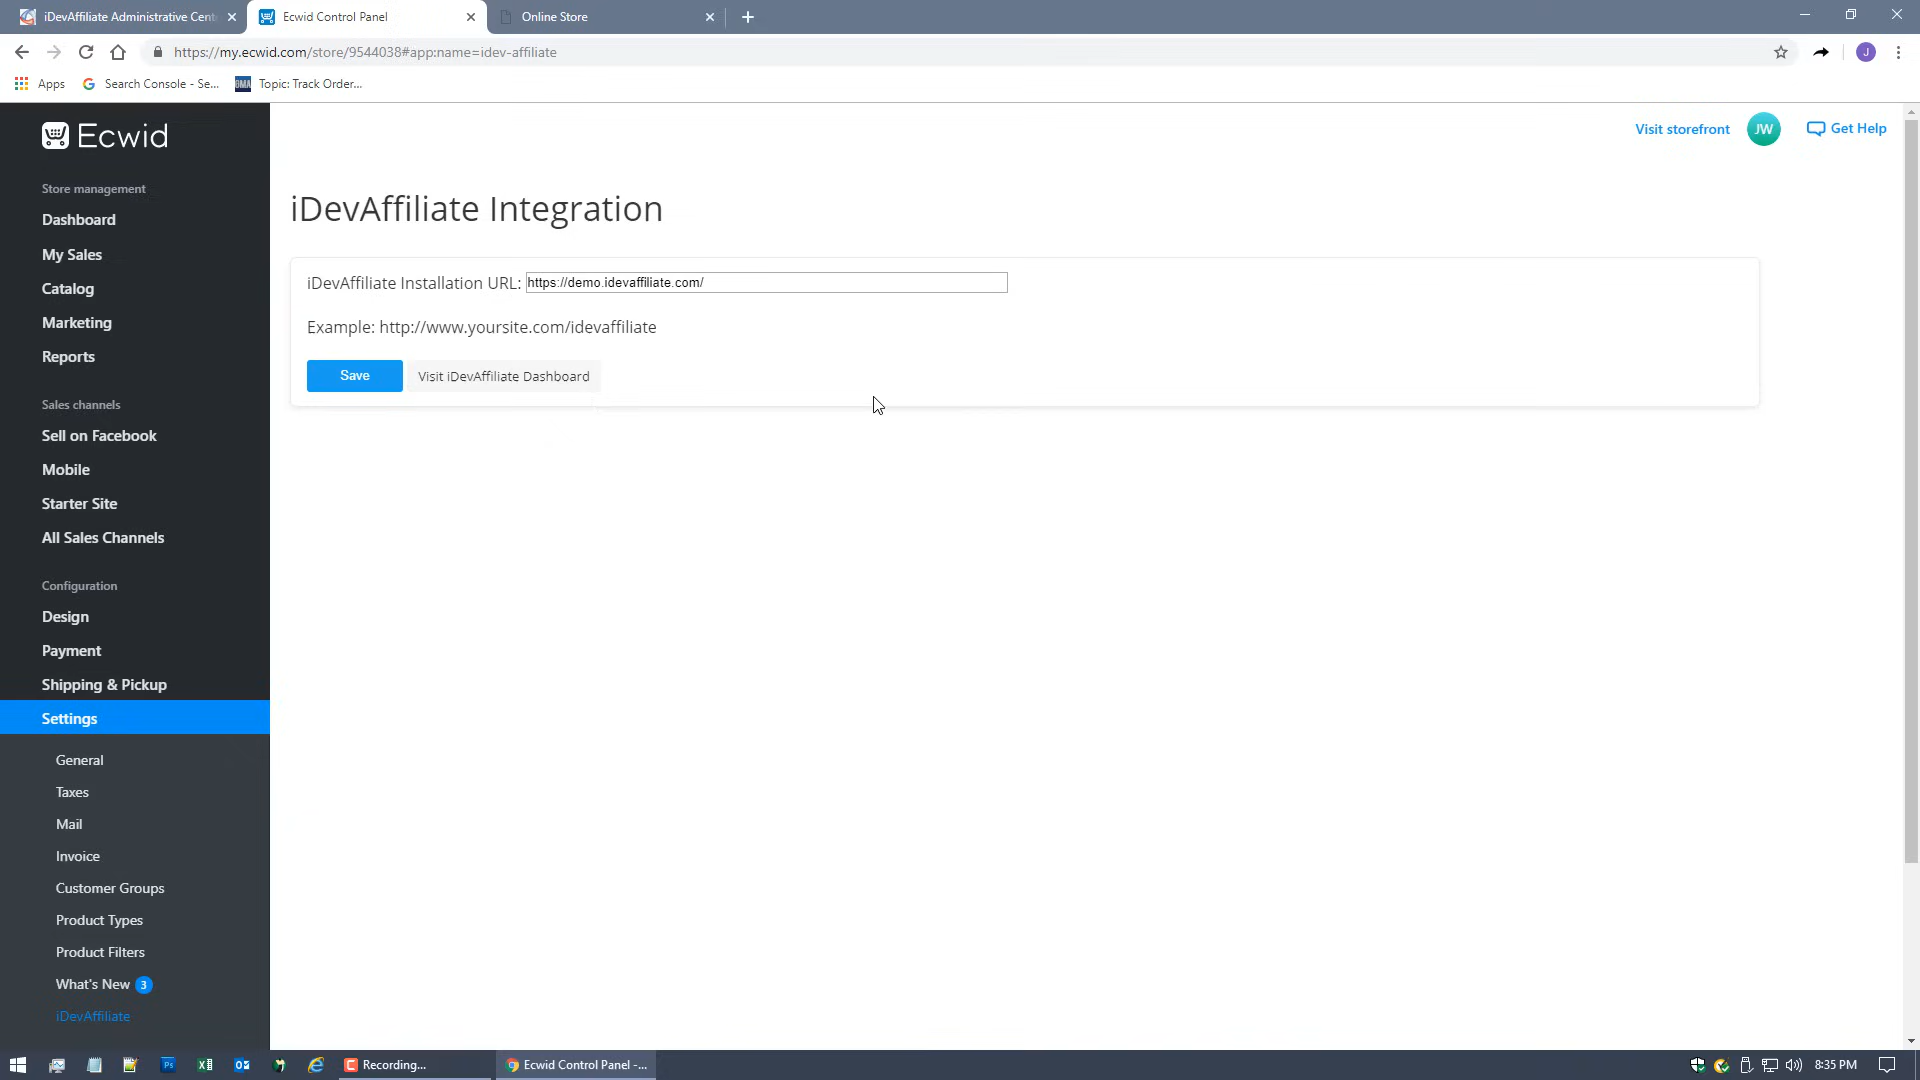 iDevAffiliate Administrative Cent
Ecwid Control Panel
Online Store
https://my.ecwid.com/store/9544038#app:name=idev-affiliate
J
Apps
Search Console - Se...
Topic: Track Order...
Ecwid
Visit storefront
JW
Get Help
Store management
Dashboard
My Sales
Catalog
Marketing
Reports
Sales channels
Sell on Facebook
Mobile
Starter Site
All Sales Channels
Configuration
Design
Payment
Shipping & Pickup
Settings
General
Taxes
Mail
Invoice
Customer Groups
Product Types
Product Filters
What's New 3
iDevAffiliate
iDevAffiliate Integration
iDevAffiliate Installation URL: https://demo.idevaffiliate.com/
Example: http://www.yoursite.com/idevaffiliate
Save
Visit iDevAffiliate Dashboard
Ps
Recording...
Ecwid Control Panel -...
8:35 PM